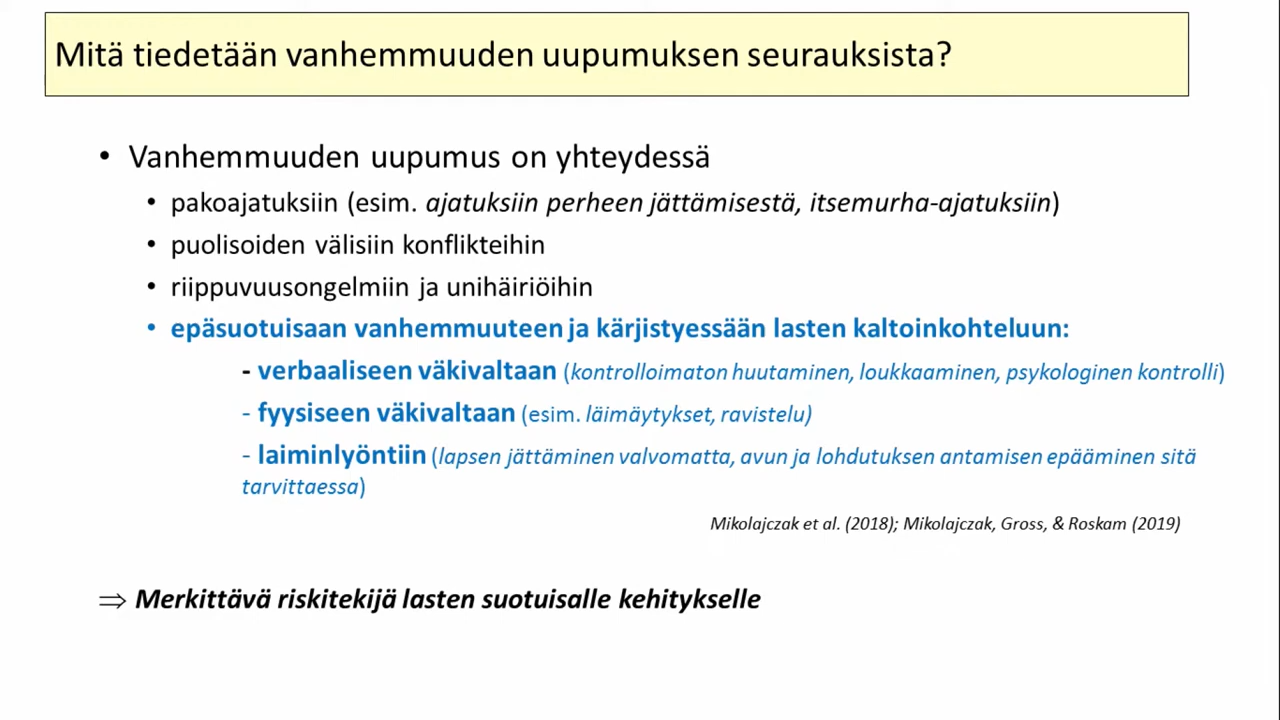 Mitä tiedetään vanhemmuuden uupumuksen seurauksista?
• Vanhemmuuden uupumus on yhteydessä
• pakoajatuksiin (esim. ajatuksiin perheen jättämisestä, itsemurha-ajatuksiin)
• puolisoiden välisiin konflikteihin
• riippuvuusongelmiin ja unihäiriöihin
• epäsuotuisaan vanhemmuuteen ja kärjistyessään lasten kaltoinkohteluun:
- verbaaliseen väkivaltaan (kontrolloimaton huutaminen, loukkaaminen, psykologinen kontrolli)
- fyysiseen väkivaltaan (esim. läimäytykset, ravistelu)
- laiminlyöntiin (lapsen jättäminen valvomatta, avun ja lohdutuksen antamisen epääminen sitä
tarvittaessa)
Mikolajczak et al. (2018); Mikolajczak, Gross, & Roskam (2019)
⇒ Merkittävä riskitekijä lasten suotuisalle kehitykselle